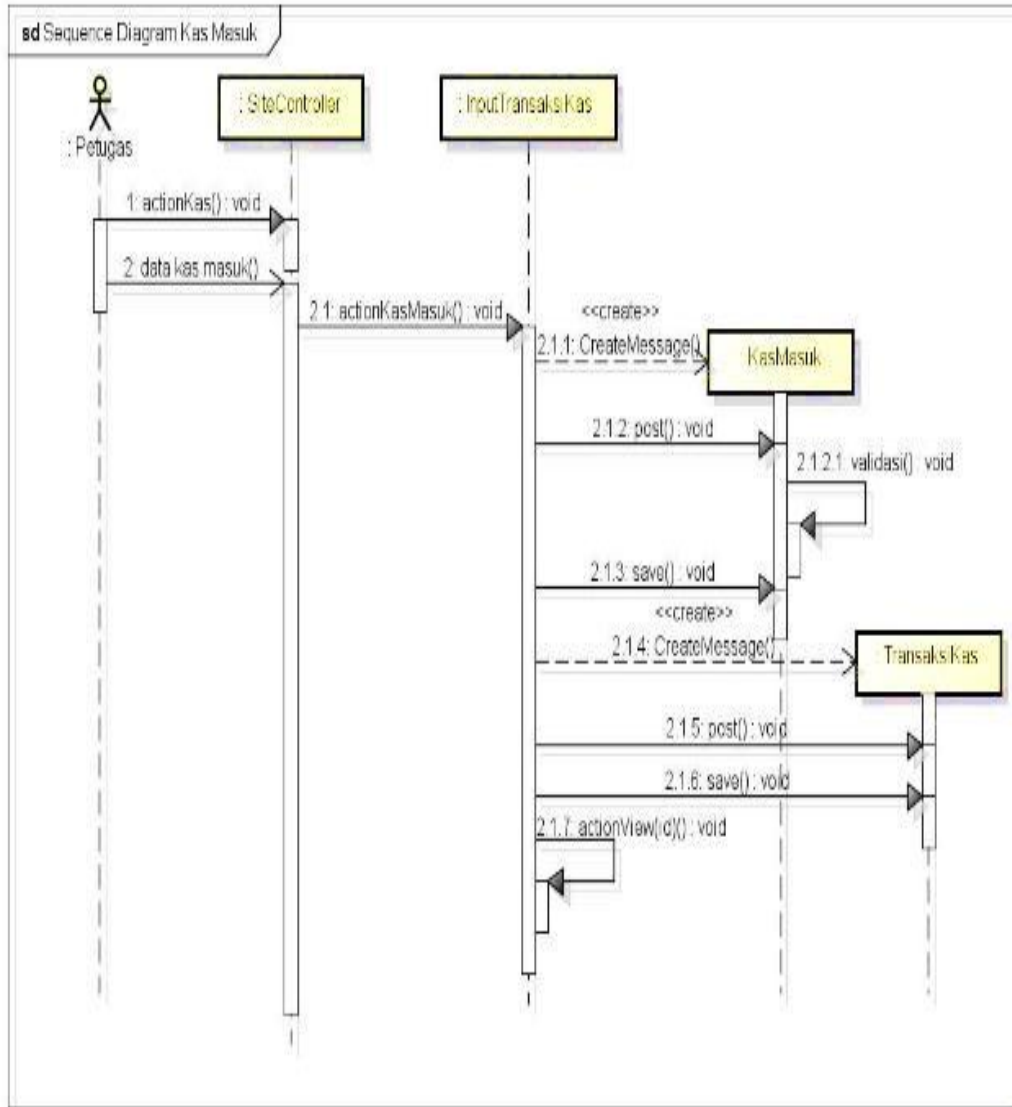 sd Sequence Diagram Kas Masuk
: SiteController
: InputTransaksiKas
: Petugas
1: actionKas() : void
2: data kas masuk()
2.1: actionKasMasuk() : void
<<create>>
2.1.1: CreateMessage()
KasMasuk
2.1.2: post() : void
2.1.2.1: validasi() : void
2.1.3: save() : void
<<create>>
2.1.4: CreateMessage()
TransaksiKas
2.1.5: post() : void
2.1.6: save() : void
2.1.7: actionView(id)() : void